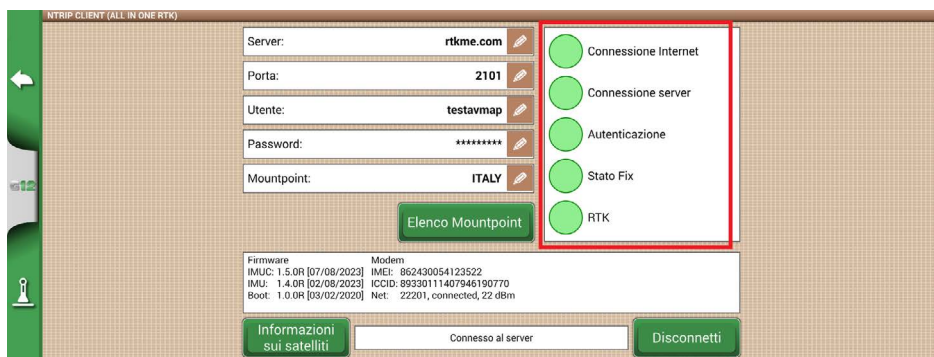 NTRIP CLIENT (ALL IN ONE RTK)
Server: rtkme.com
Porta: 2101
Utente: testavmap
Password: *********
Mountpoint: ITALY
Elenco Mountpoint
Connessione Internet
Connessione server
Autenticazione
Stato Fix
RTK
G12
Firmware Modem
IMUC: 1.5.0R [07/08/2023] IMEI: 862430054123522
IMU: 1.4.0R [02/08/2023] ICCID: 89330111407946190770
Boot: 1.0.0R [03/02/2020] Net: 22201, connected, 22 dBm
Informazioni
sui satelliti
Connesso al server
Disconnetti